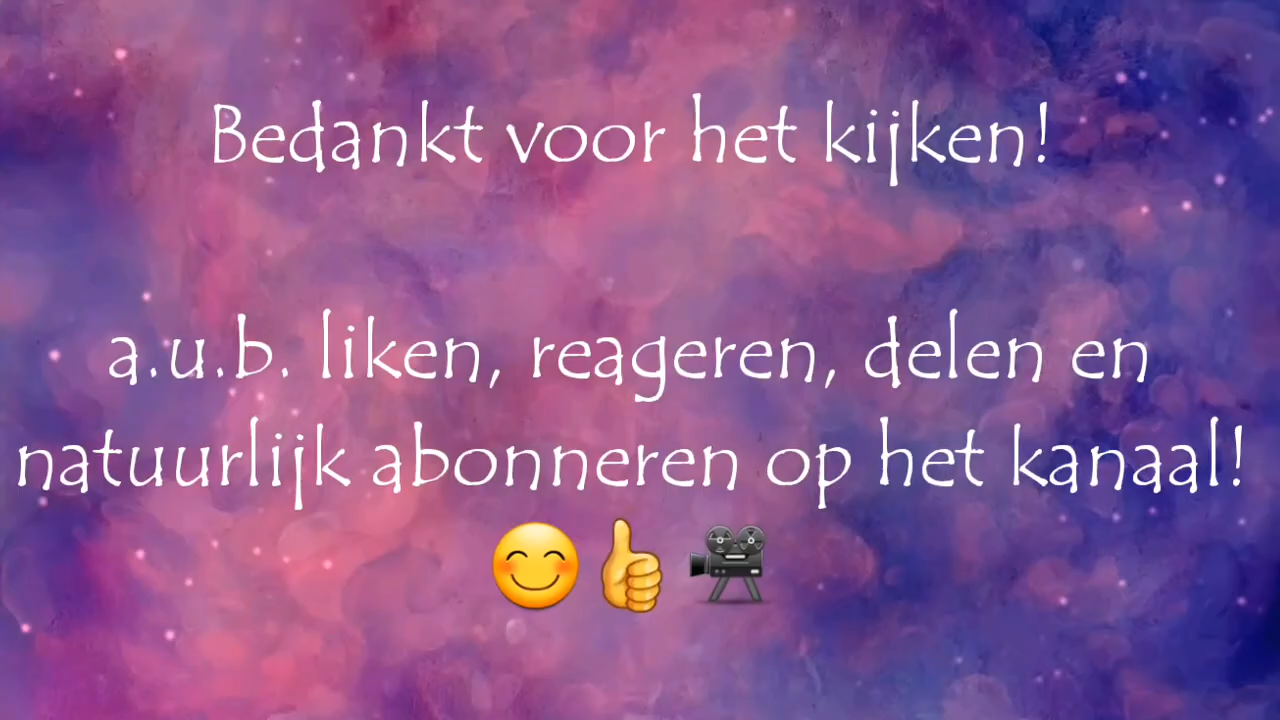 Bedankt voor het kijken!
a.u.b. liken, reageren, delen en
natuurlijk abonneren op het kanaal!
😊👍🎥